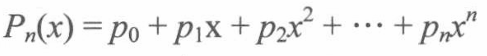 Pₙ(x) = p₀ + p₁x + p₂x² + ⋯ + pₙxⁿ